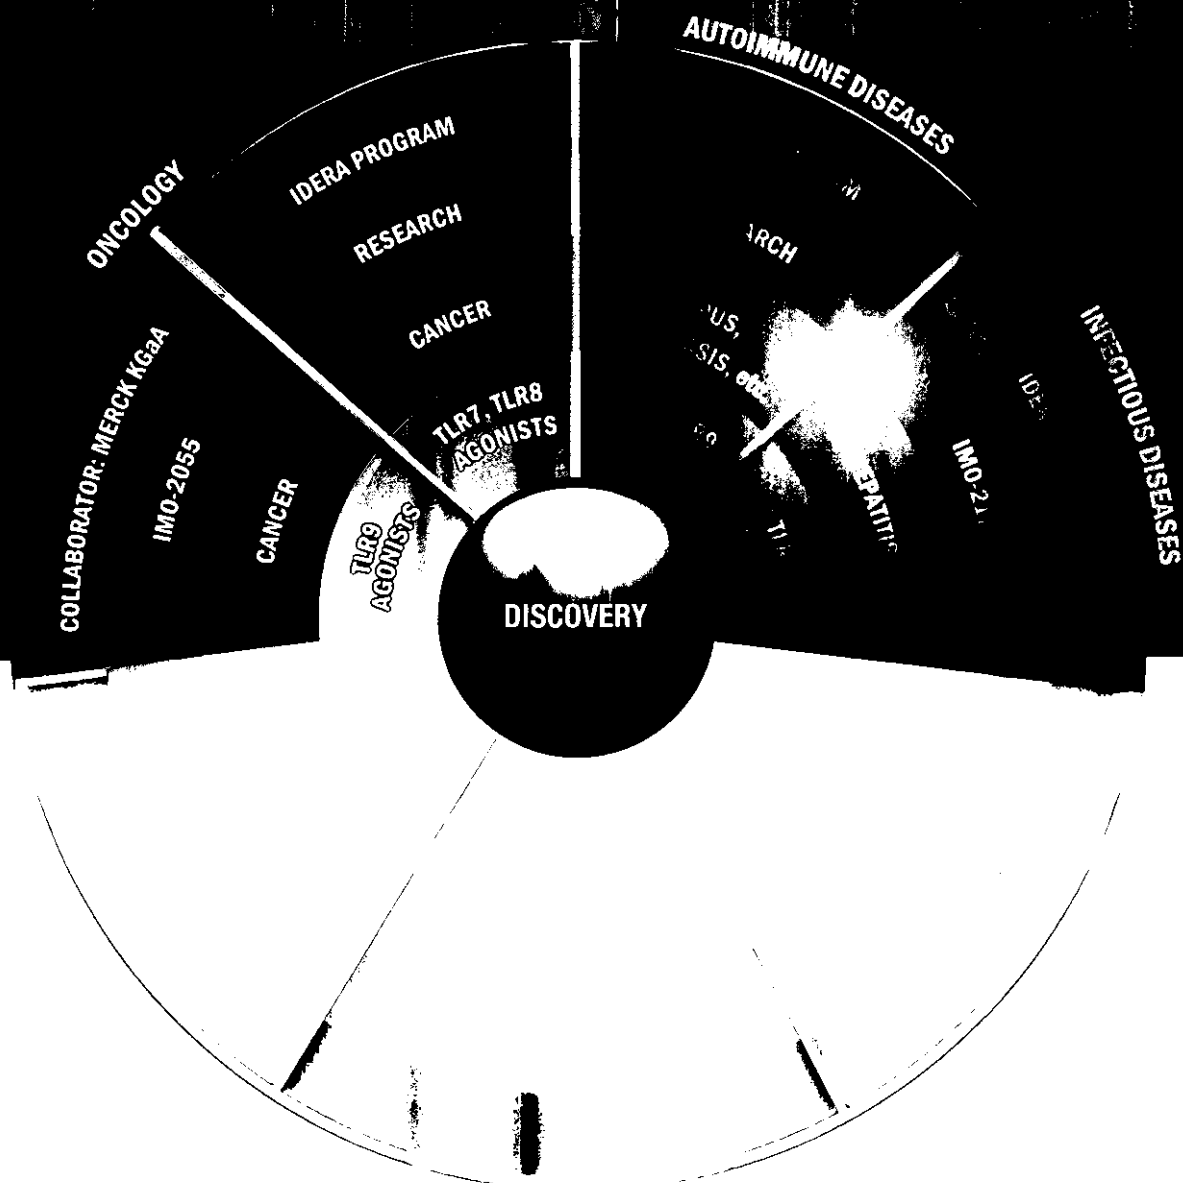 AUTOIMMUNE DISEASES
ONCOLOGY
IDERA PROGRAM
RESEARCH
CANCER
TLR7, TLR8
AGONISTS
COLLABORATOR: MERCK KGaA
IMO-2055
CANCER
TLR9
AGONISTS
INFECTIOUS DISEASES
DISCOVERY